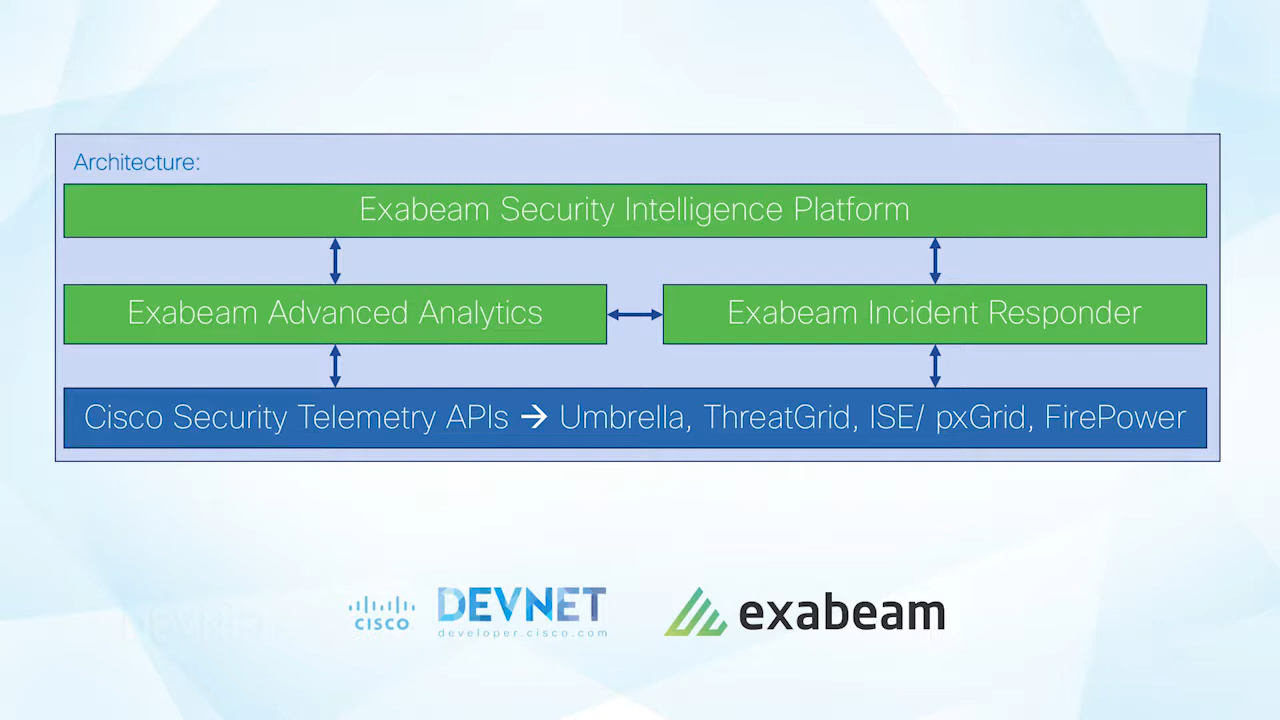 Architecture:
Exabeam Security Intelligence Platform
Exabeam Advanced Analytics
Exabeam Incident Responder
Cisco Security Telemetry APIs → Umbrella, ThreatGrid, ISE/ pxGrid, FirePower
CISCO
DEVNET
developer.cisco.com
exabeam